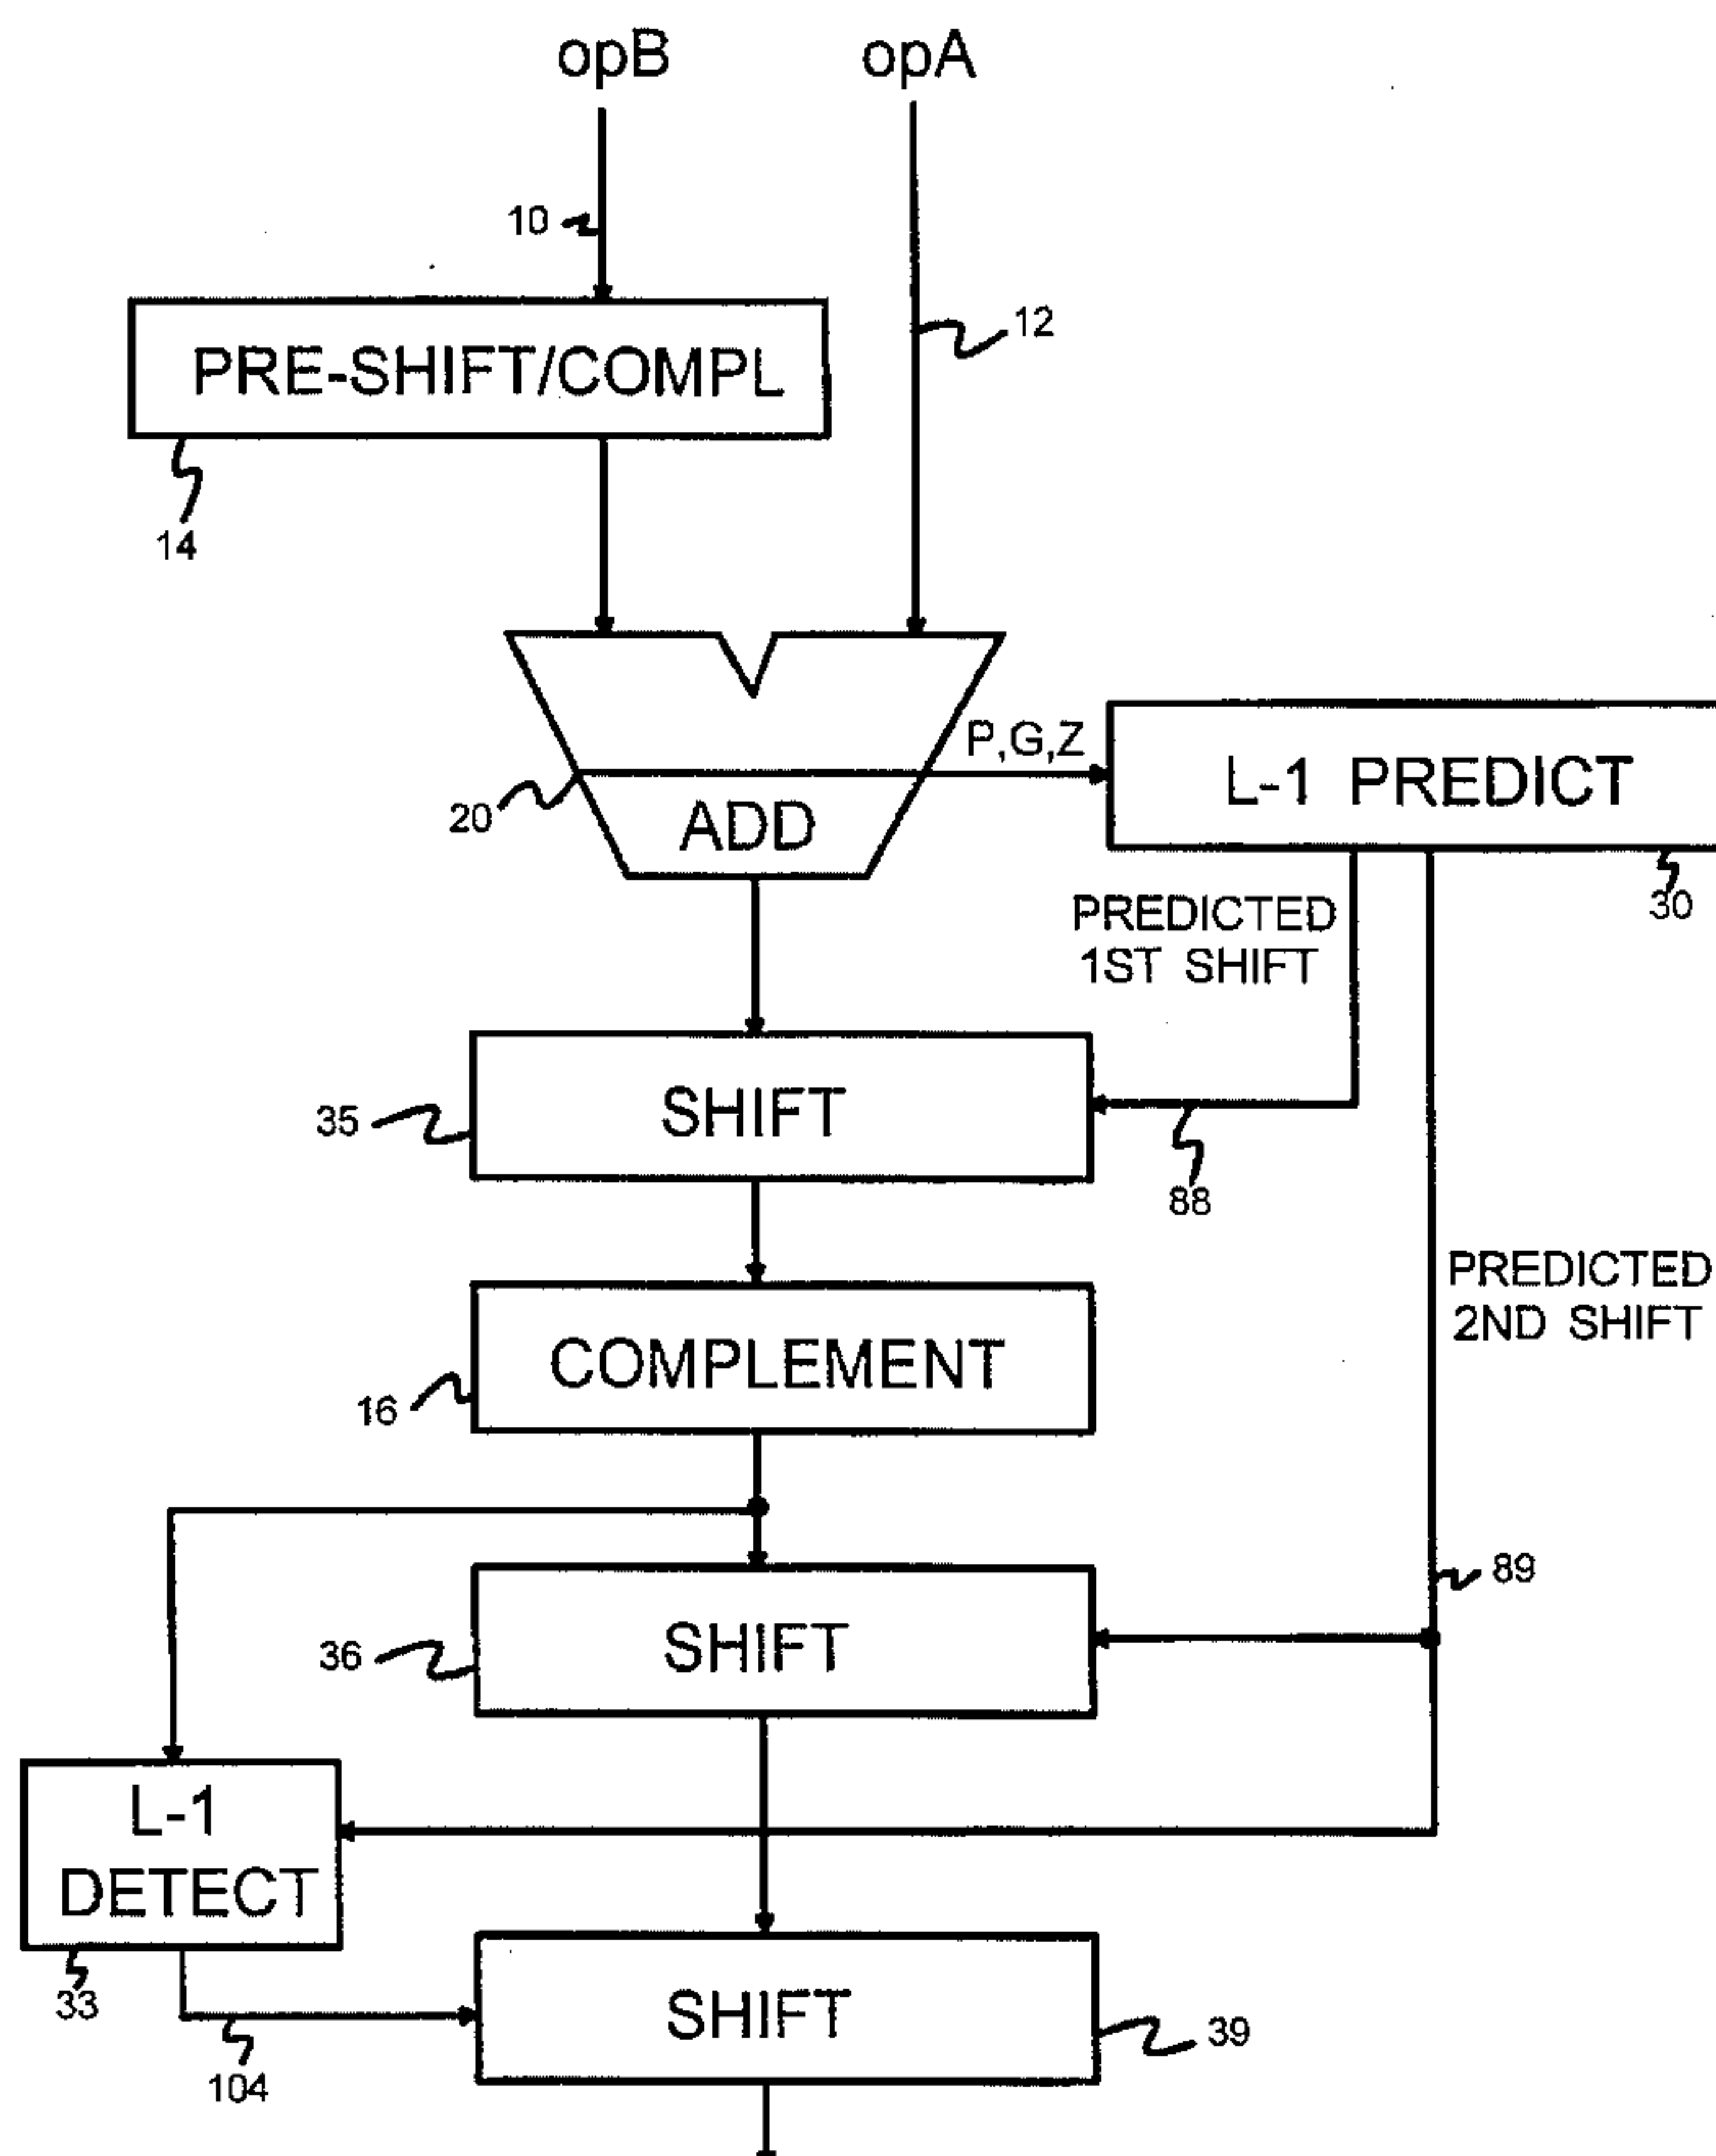 opB
opA
10
12
PRE-SHIFT/COMPL
14
P,G,Z
L-1 PREDICT
20
ADD
30
PREDICTED
1ST SHIFT
SHIFT
35
88
PREDICTED
2ND SHIFT
COMPLEMENT
16
89
SHIFT
36
L-1
DETECT
33
SHIFT
39
104